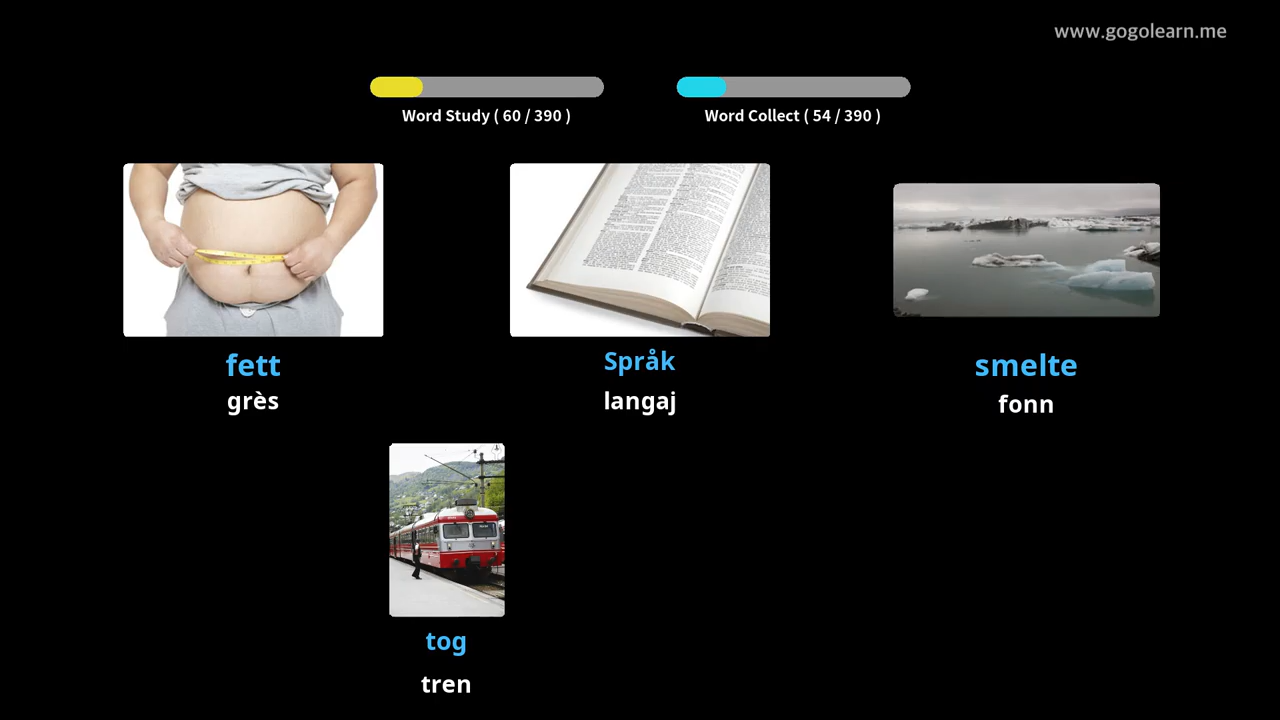 www.gogolearn.me
Word Study ( 60 / 390 )
Word Collect ( 54 / 390 )
fett
grès
Språk
langaj
smelte
fonn
tog
tren